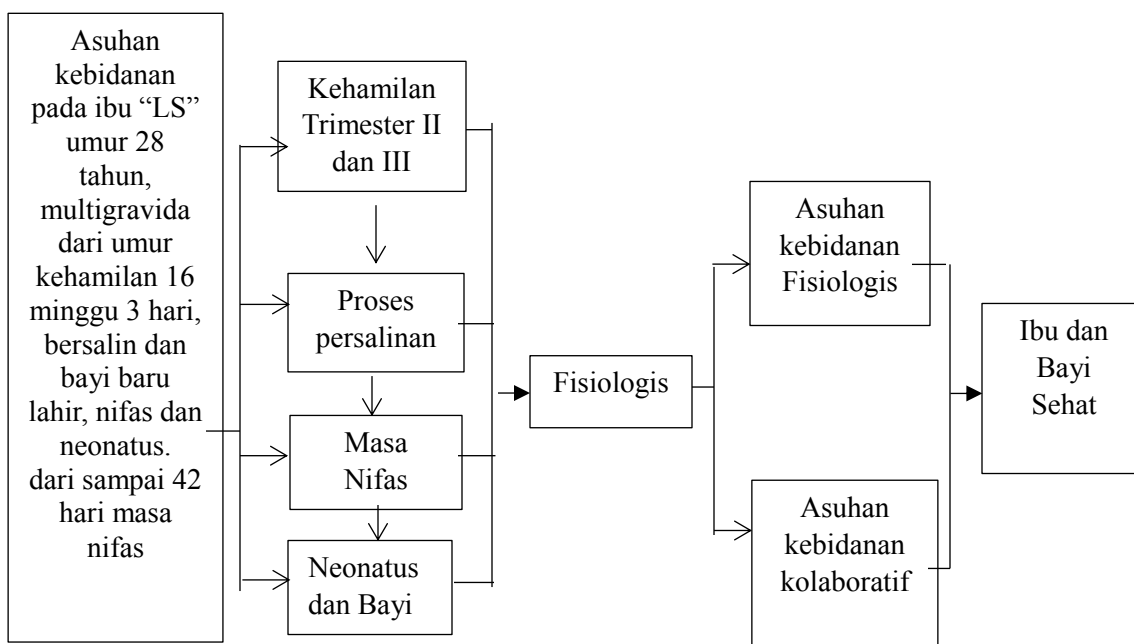 Asuhan
kebidanan
pada ibu “LS”
umur 28
tahun,
multigravida
dari umur
kehamilan 16
minggu 3 hari,
bersalin dan
bayi baru
lahir, nifas dan
neonatus.
dari sampai 42
hari masa
nifas
Kehamilan
Trimester II
dan III
Proses
persalinan
Masa
Nifas
Neonatus
dan Bayi
Fisiologis
Asuhan
kebidanan
Fisiologis
Asuhan
kebidanan
kolaboratif
Ibu dan
Bayi
Sehat